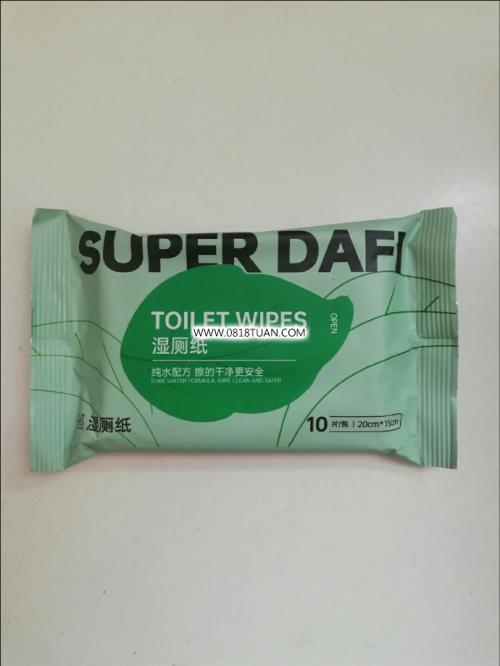 SUPER DAFI
TOILET WIPES
OPEN
WWW.0818TUAN.COM
湿厕纸
纯水配方 擦的干净更安全
PURE WATER FORMULA, WIPE CLEAN AND SAFER
湿厕纸
10 片/包 | 20cm*15cm